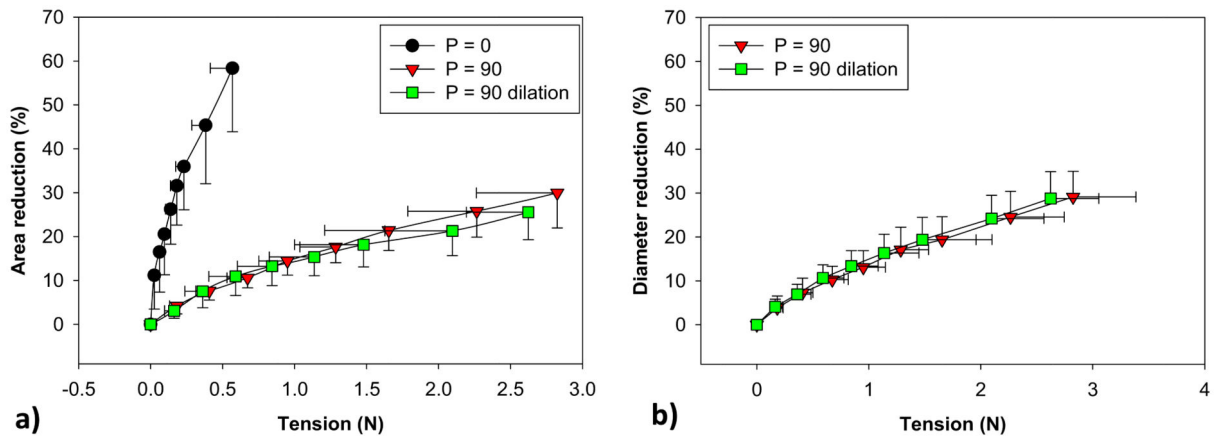 70
60
50
40
30
20
10
0
Area reduction (%)
P = 0
P = 90
P = 90 dilation
-0.5 0.0 0.5 1.0 1.5 2.0 2.5 3.0
Tension (N)
a)
70
60
50
40
30
20
10
0
Diameter reduction (%)
P = 90
P = 90 dilation
0 1 2 3 4
Tension (N)
b)